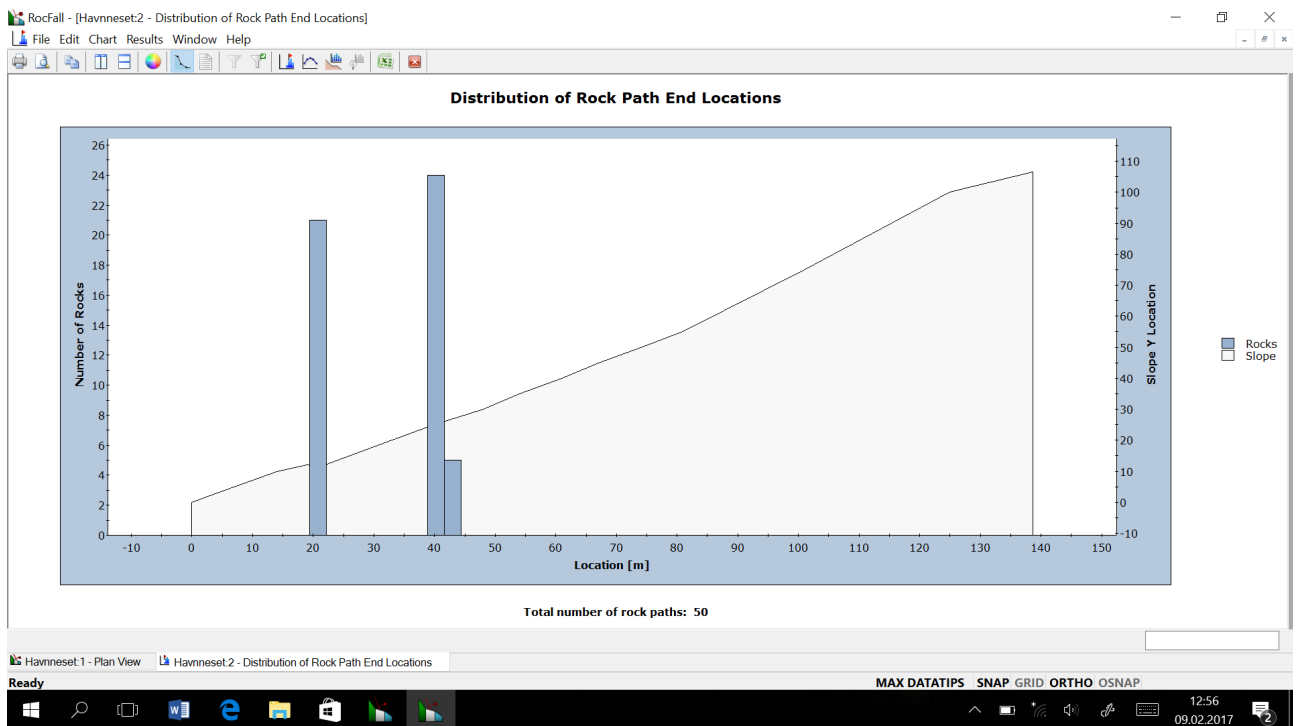 RocFall - [Havnneset:2 - Distribution of Rock Path End Locations]
File Edit Chart Results Window Help
Distribution of Rock Path End Locations
26
24
22
20
18
16
14
12
10
8
6
4
2
0
Number of Rocks
110
100
90
80
70
60
50
40
30
20
10
0
-10
Slope Y Location
-10 0 10 20 30 40 50 60 70 80 90 100 110 120 130 140 150
Location [m]
Rocks
Slope
Total number of rock paths: 50
Havnneset:1 - Plan View Havnneset:2 - Distribution of Rock Path End Locations
Ready MAX DATATIPS SNAP GRID ORTHO OSNAP
12:56
09.02.2017
2